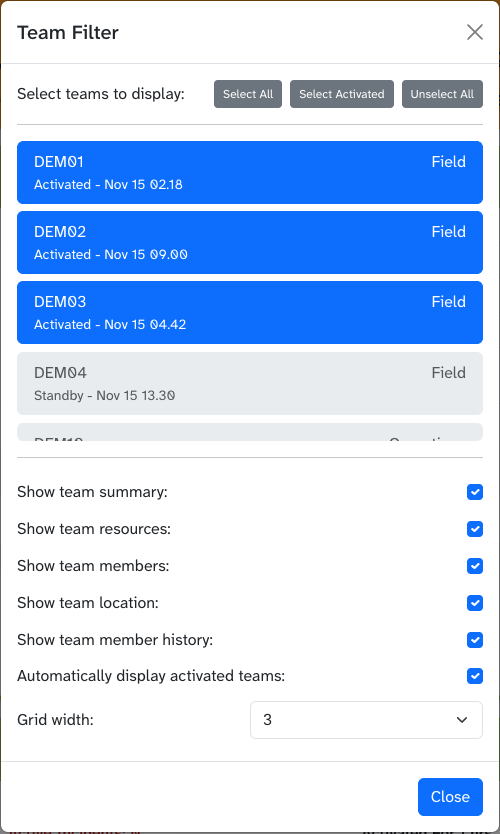 Team Filter
Select teams to display: Select All Select Activated Unselect All
DEM01 Field
Activated - Nov 15 02.18
DEM02 Field
Activated - Nov 15 09.00
DEM03 Field
Activated - Nov 15 04.42
DEM04 Field
Standby - Nov 15 13.30
Show team summary:
Show team resources:
Show team members:
Show team location:
Show team member history:
Automatically display activated teams:
Grid width: 3
Close